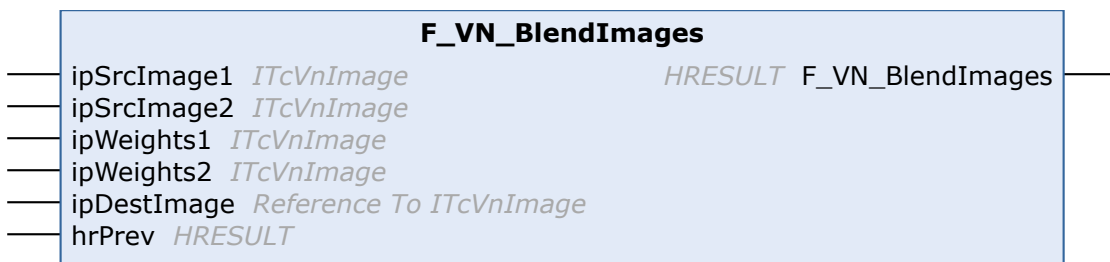 F_VN_BlendImages
ipSrcImage1 ITcVnImage HRESULT F_VN_BlendImages
ipSrcImage2 ITcVnImage
ipWeights1 ITcVnImage
ipWeights2 ITcVnImage
ipDestImage Reference To ITcVnImage
hrPrev HRESULT